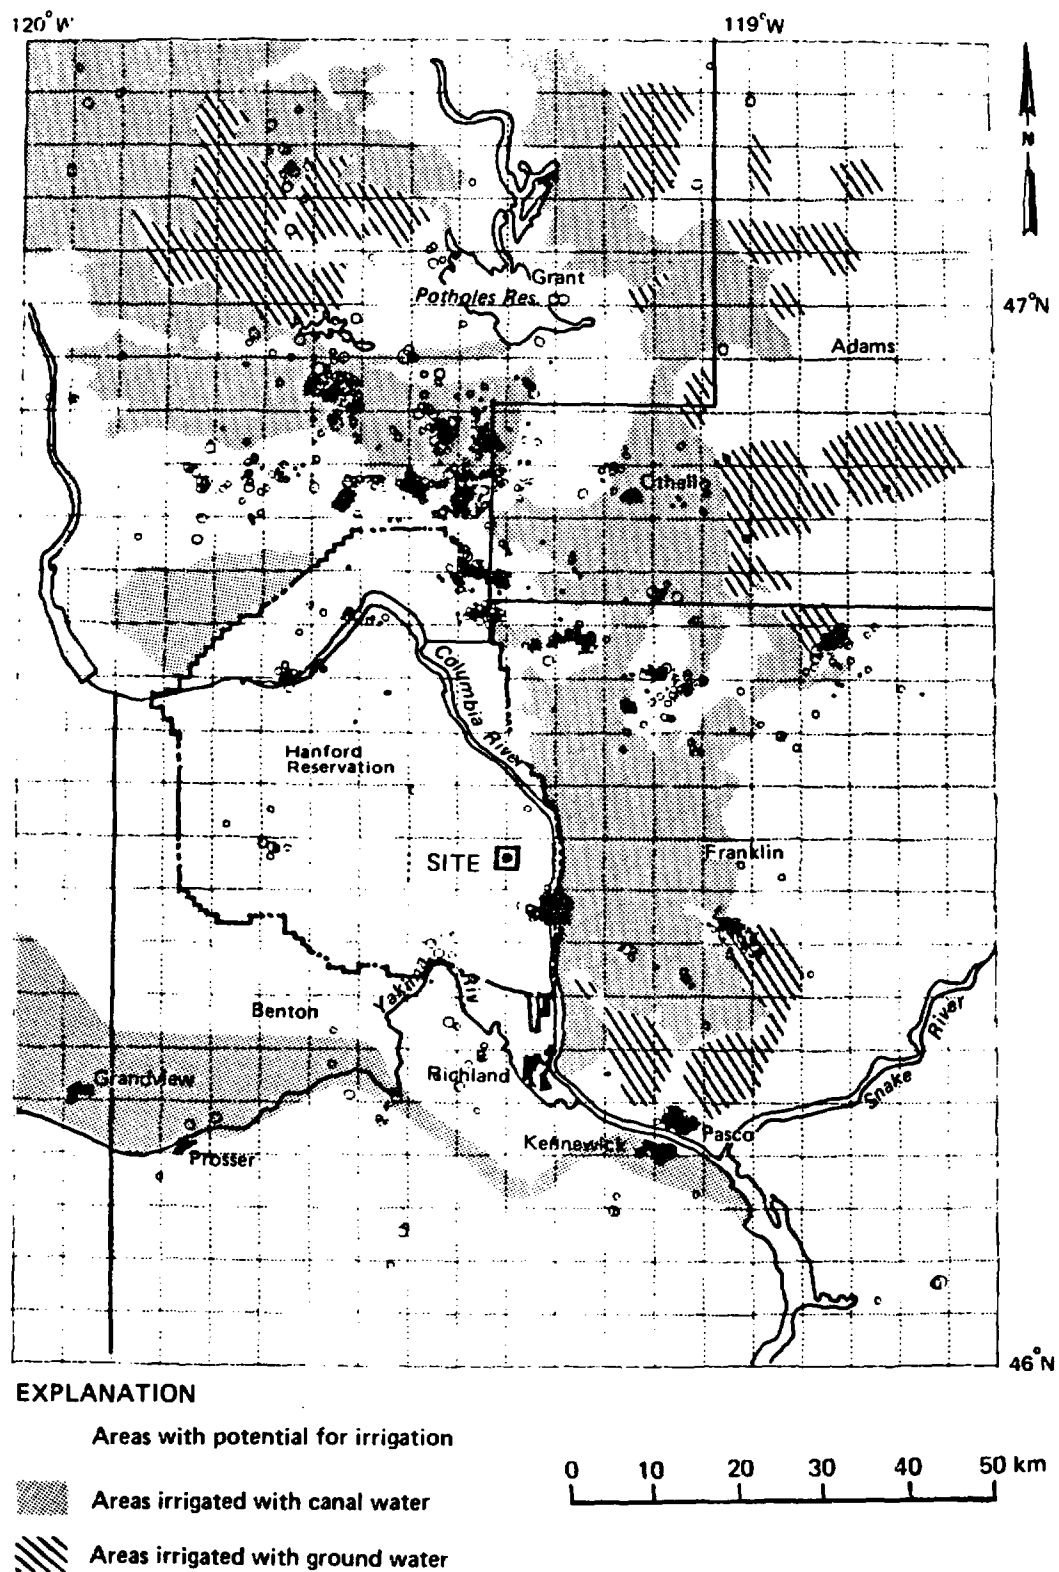 120°W
119°W
N
Grant
Potholes Res.
47°N
Adams
Othello
Columbia River
Hanford
Reservation
SITE
Franklin
Yakima Riv
Benton
Snake River
Grandview
Richland
Pasco
Kennewick
Prosser
46°N
EXPLANATION
Areas with potential for irrigation
0 10 20 30 40 50 km
Areas irrigated with canal water
Areas irrigated with ground water